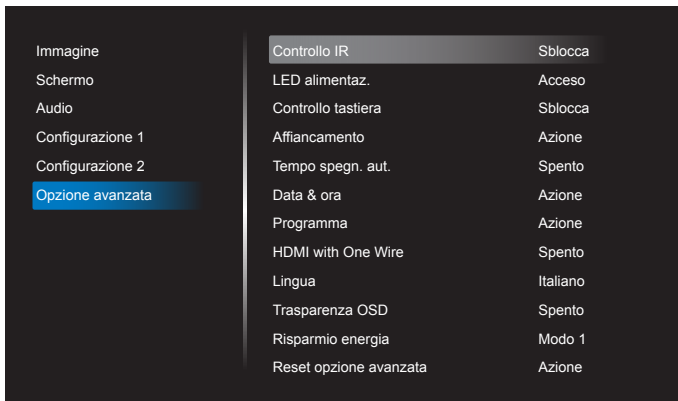 Immagine
Schermo
Audio
Configurazione 1
Configurazione 2
Opzione avanzata
Controllo IR Sblocca
LED alimentaz. Acceso
Controllo tastiera Sblocca
Affiancamento Azione
Tempo spegn. aut. Spento
Data & ora Azione
Programma Azione
HDMI with One Wire Spento
Lingua Italiano
Trasparenza OSD Spento
Risparmio energia Modo 1
Reset opzione avanzata Azione